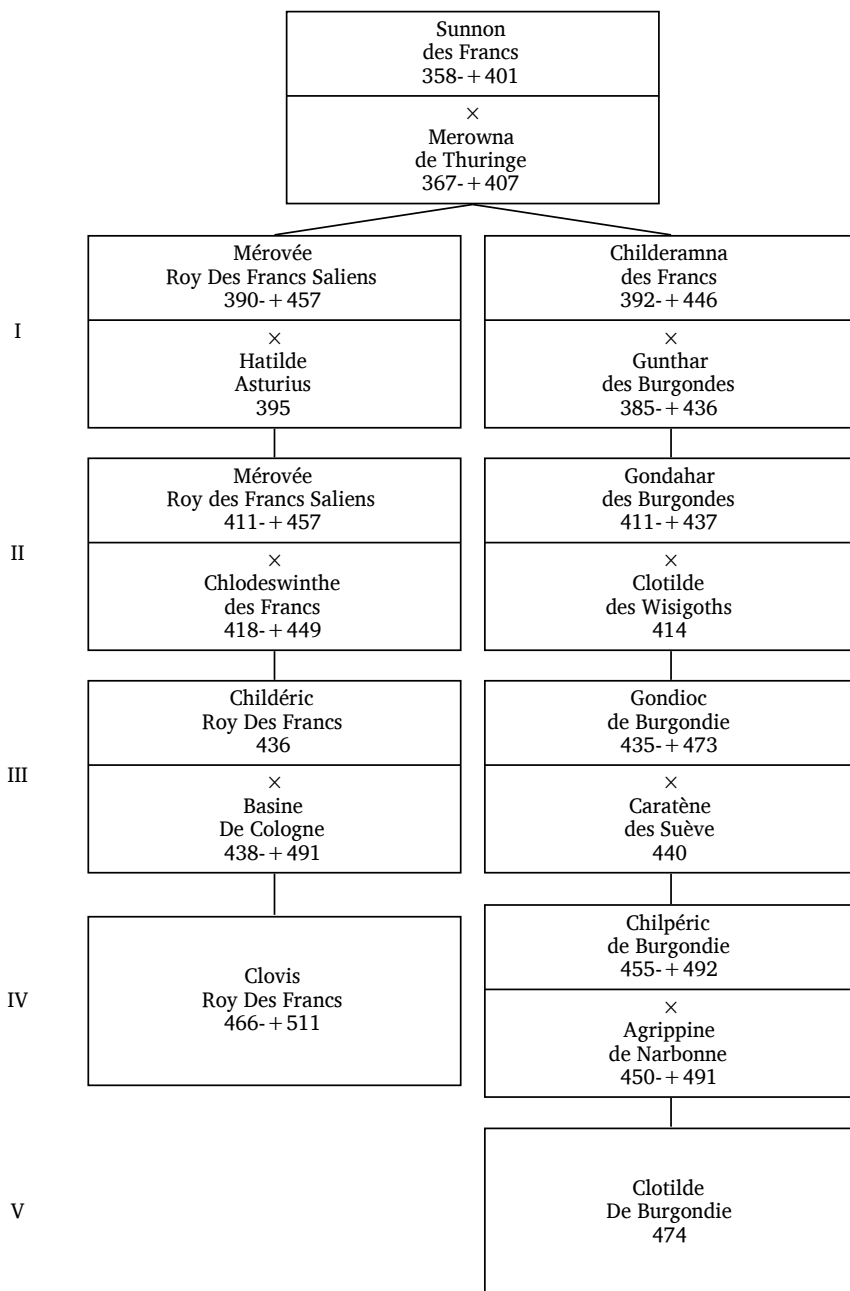 Sunnon
des Francs
358-+401
×
Merowna
de Thuringe
367-+407
I
Mérovée
Roy Des Francs Saliens
390-+457
×
Hatilde
Asturius
395
Childeramna
des Francs
392-+446
×
Gunthar
des Burgondes
385-+436
II
Mérovée
Roy des Francs Saliens
411-+457
×
Chlodeswinthe
des Francs
418-+449
Gondahar
des Burgondes
411-+437
×
Clotilde
des Wisigoths
414
III
Childéric
Roy Des Francs
436
×
Basine
De Cologne
438-+491
Gondioc
de Burgondie
435-+473
×
Caratène
des Suève
440
IV
Clovis
Roy Des Francs
466-+511
Chilpéric
de Burgondie
455-+492
×
Agrippine
de Narbonne
450-+491
V
Clotilde
De Burgondie
474